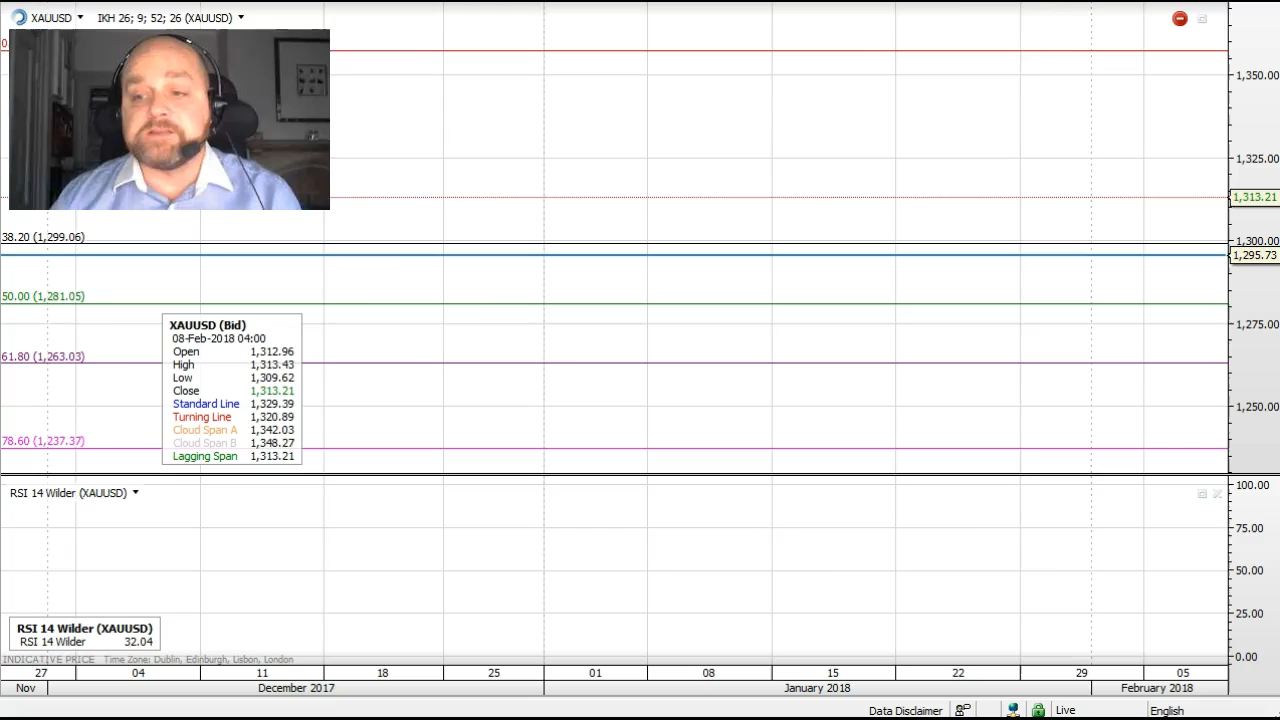 XAUUSD IKH 26; 9; 52; 26 (XAUUSD)
0
1,350.00
1,325.00
1,313.21
38.20 (1,299.06)
1,300.00
1,295.73
50.00 (1,281.05)
1,275.00
XAUUSD (Bid)
08-Feb-2018 04:00
Open 1,312.96
High 1,313.43
Low 1,309.62
Close 1,313.21
Standard Line 1,329.39
Turning Line 1,320.89
Cloud Span A 1,342.03
Cloud Span B 1,348.27
Lagging Span 1,313.21
61.80 (1,263.03)
1,250.00
78.60 (1,237.37)
RSI 14 Wilder (XAUUSD)
100.00
75.00
50.00
25.00
0.00
RSI 14 Wilder (XAUUSD)
RSI 14 Wilder 32.04
INDICATIVE PRICE Time Zone: Dublin, Edinburgh, Lisbon, London
27 04 11 18 25 01 08 15 22 29 05
Nov December 2017 January 2018 February 2018
Data Disclaimer Live English